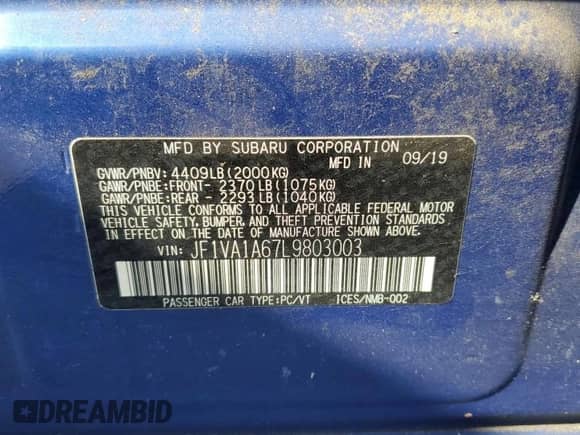 MFD BY SUBARU CORPORATION
MFD IN JAPAN 09/19
GVWR/PNBV: 4409LB(2000KG)
GAWR/PNBE:FRONT- 2370LB(1075KG)
GAWR/PNBE:REAR - 2293LB(1040KG)
THIS VEHICLE CONFORMS TO ALL APPLICABLE FEDERAL MOTOR
VEHICLE SAFETY, BUMPER, AND THEFT PREVENTION STANDARDS
IN EFFECT ON THE DATE OF MANUFACTURE SHOWN ABOVE.
VIN: JF1VA1A67L9803003
PASSENGER CAR TYPE:PC/VT ICES/NMB-002
DREAMBID